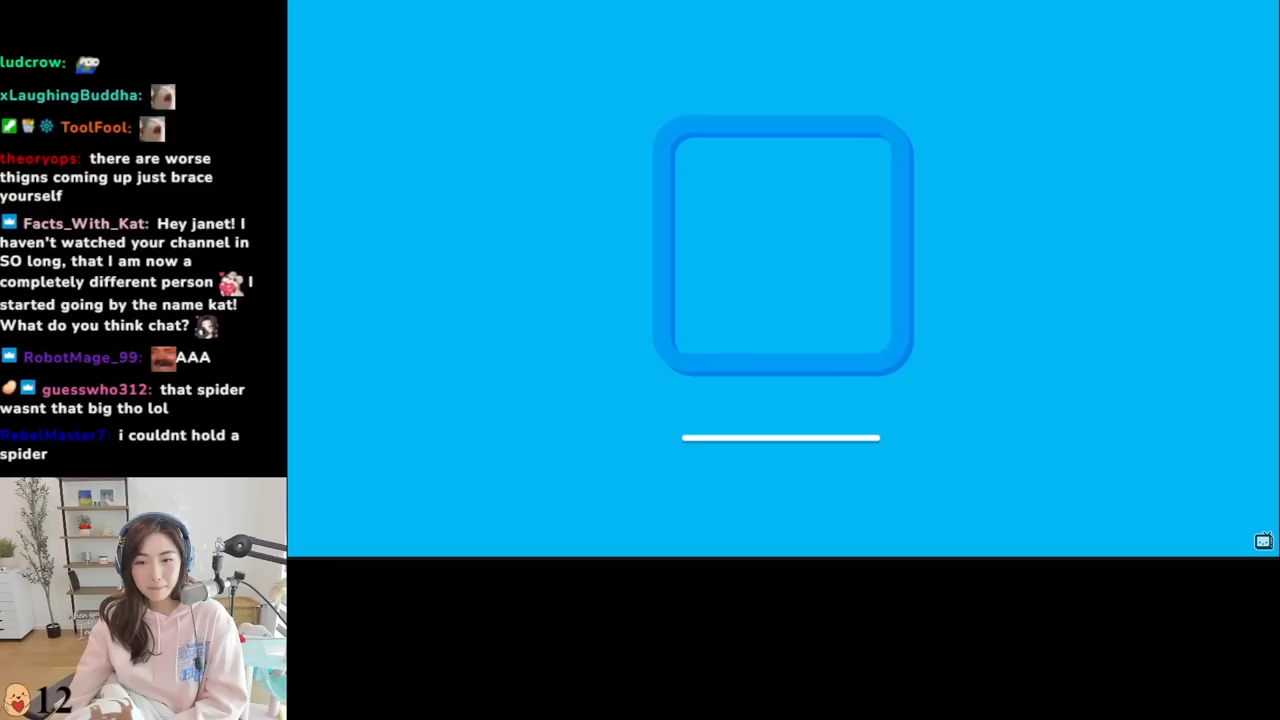 ludcrow:
xLaughingBuddha:
ToolFool:
theoryops: there are worse
thigns coming up just brace
yourself
Facts_With_Kat: Hey janet! I
haven't watched your channel in
SO long, that I am now a
completely different person I
started going by the name kat!
What do you think chat?
RobotMage_99: AAA
guesswho312: that spider
wasnt that big tho lol
RebelMaster7: i couldnt hold a
spider
12